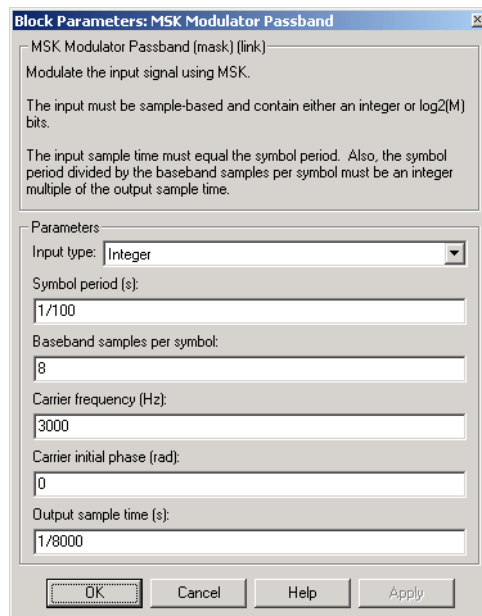 Block Parameters: MSK Modulator Passband
MSK Modulator Passband (mask) (link)
Modulate the input signal using MSK.
The input must be sample-based and contain either an integer or log2(M)
bits.
The input sample time must equal the symbol period.  Also, the symbol
period divided by the baseband samples per symbol must be an integer
multiple of the output sample time.
Parameters
Input type: Integer
Symbol period (s):
1/100
Baseband samples per symbol:
8
Carrier frequency (Hz):
3000
Carrier initial phase (rad):
0
Output sample time (s):
1/8000
OK Cancel Help Apply